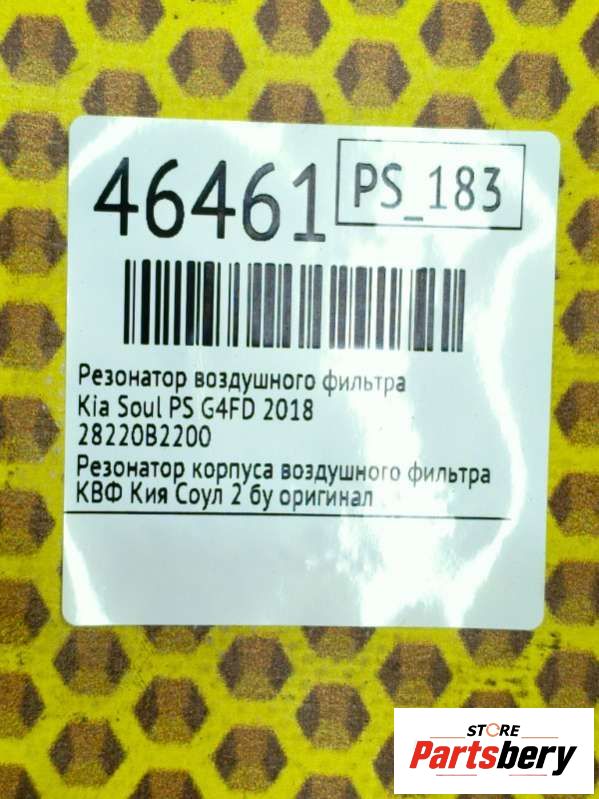 46461
PS_183
Резонатор воздушного фильтра
Kia Soul PS G4FD 2018
28220B2200
Резонатор корпуса воздушного фильтра
КВФ Кия Соул 2 бу оригинал
STORE
Partsbery